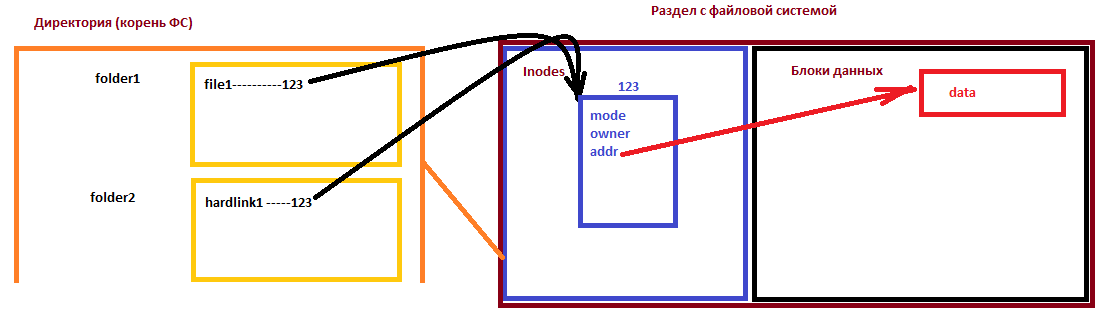 Директория (корень ФС)
folder1
file1----------123
folder2
hardlink1 -----123
Раздел с файловой системой
Inodes
123
mode
owner
addr
Блоки данных
data